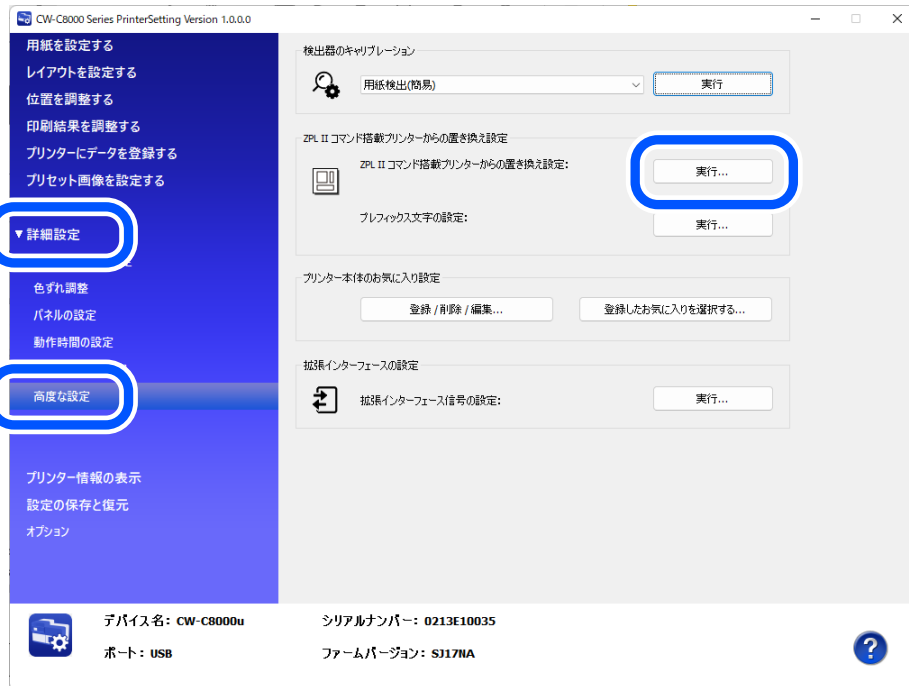 CW-C8000 Series PrinterSetting Version 1.0.0.0
用紙を設定する
レイアウトを設定する
位置を調整する
印刷結果を調整する
プリンターにデータを登録する
プリセット画像を設定する
▼詳細設定
色ずれ調整
パネルの設定
動作時間の設定
高度な設定
プリンター情報の表示
設定の保存と復元
オプション
検出器のキャリブレーション
用紙検出(簡易)
実行
ZPL II コマンド搭載プリンターからの置き換え設定
ZPL II コマンド搭載プリンターからの置き換え設定:
実行...
プレフィックス文字の設定:
実行...
プリンター本体のお気に入り設定
登録 / 削除 / 編集...
登録したお気に入りを選択する...
拡張インターフェースの設定
拡張インターフェース信号の設定:
実行...
デバイス名: CW-C8000u
シリアルナンバー: 0213E10035
ポート: USB
ファームバージョン: SJ17NA
?